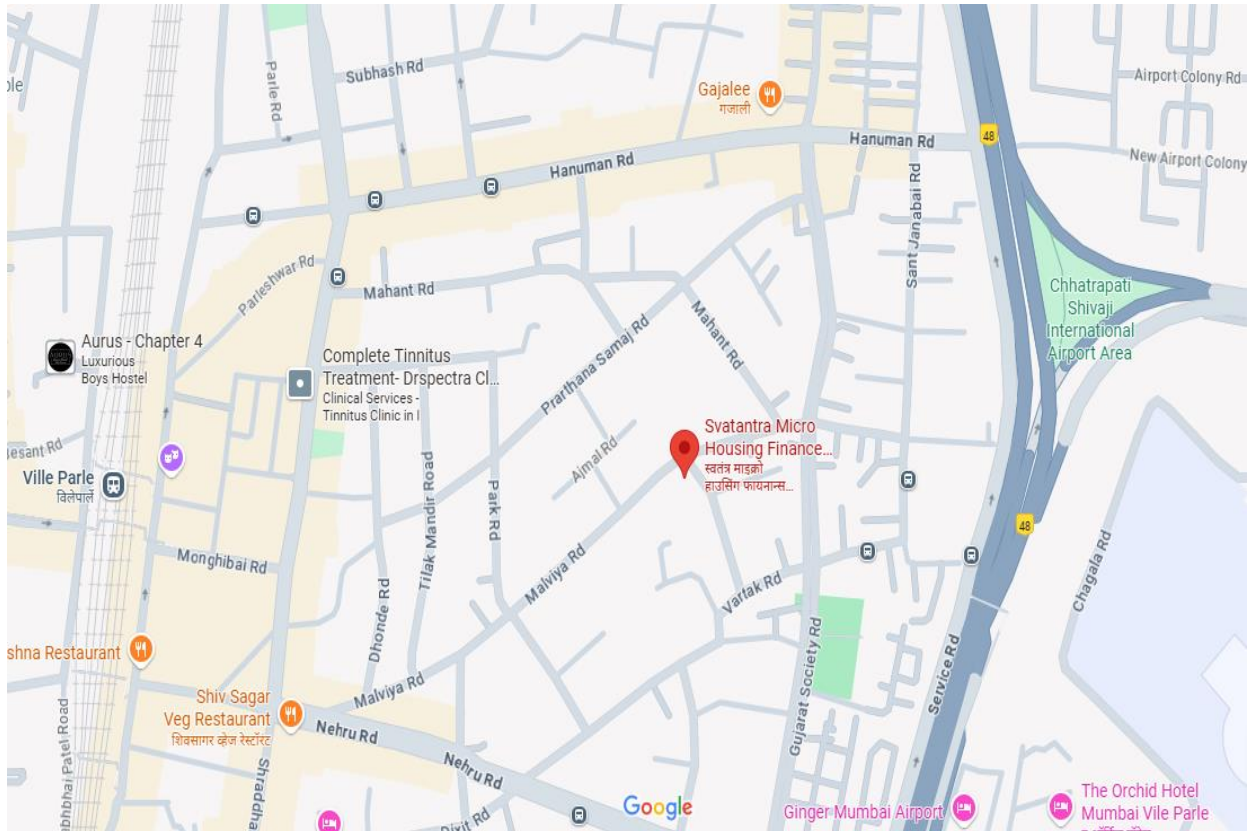 ple
Parle Rd
Subhash Rd
Gajalee
गजाली
Hanuman Rd
Hanuman Rd
48
Airport Colony Rd
New Airport Colony
Sant Janabai Rd
Parleshwar Rd
Mahant Rd
Mahant Rd
Prarthana Samaj Rd
Chhatrapati
Shivaji
International
Airport Area
Aurus - Chapter 4
Luxurious
Boys Hostel
Complete Tinnitus
Treatment- Drspectra Cl...
Clinical Services -
Tinnitus Clinic in I
Svatantra Micro
Housing Finance...
स्वतंत्र माइक्रो
हाउसिंग फायनान्स...
Ajmal Rd
esant Rd
Ville Parle
विलेपार्ले
Tilak Mandir Road
Park Rd
48
Monghibai Rd
Malviya Rd
Vartak Rd
Chagala Rd
Dhonde Rd
shna Restaurant
Malviya Rd
Gujarat Society Rd
Service Rd
Shiv Sagar
Veg Restaurant
शिवसागर व्हेज रेस्टॉरंट
Nehru Rd
Nehru Rd
bhbhai Patel Road
Shraddha
Dixit Rd
Google
Ginger Mumbai Airport
The Orchid Hotel
Mumbai Vile Parle